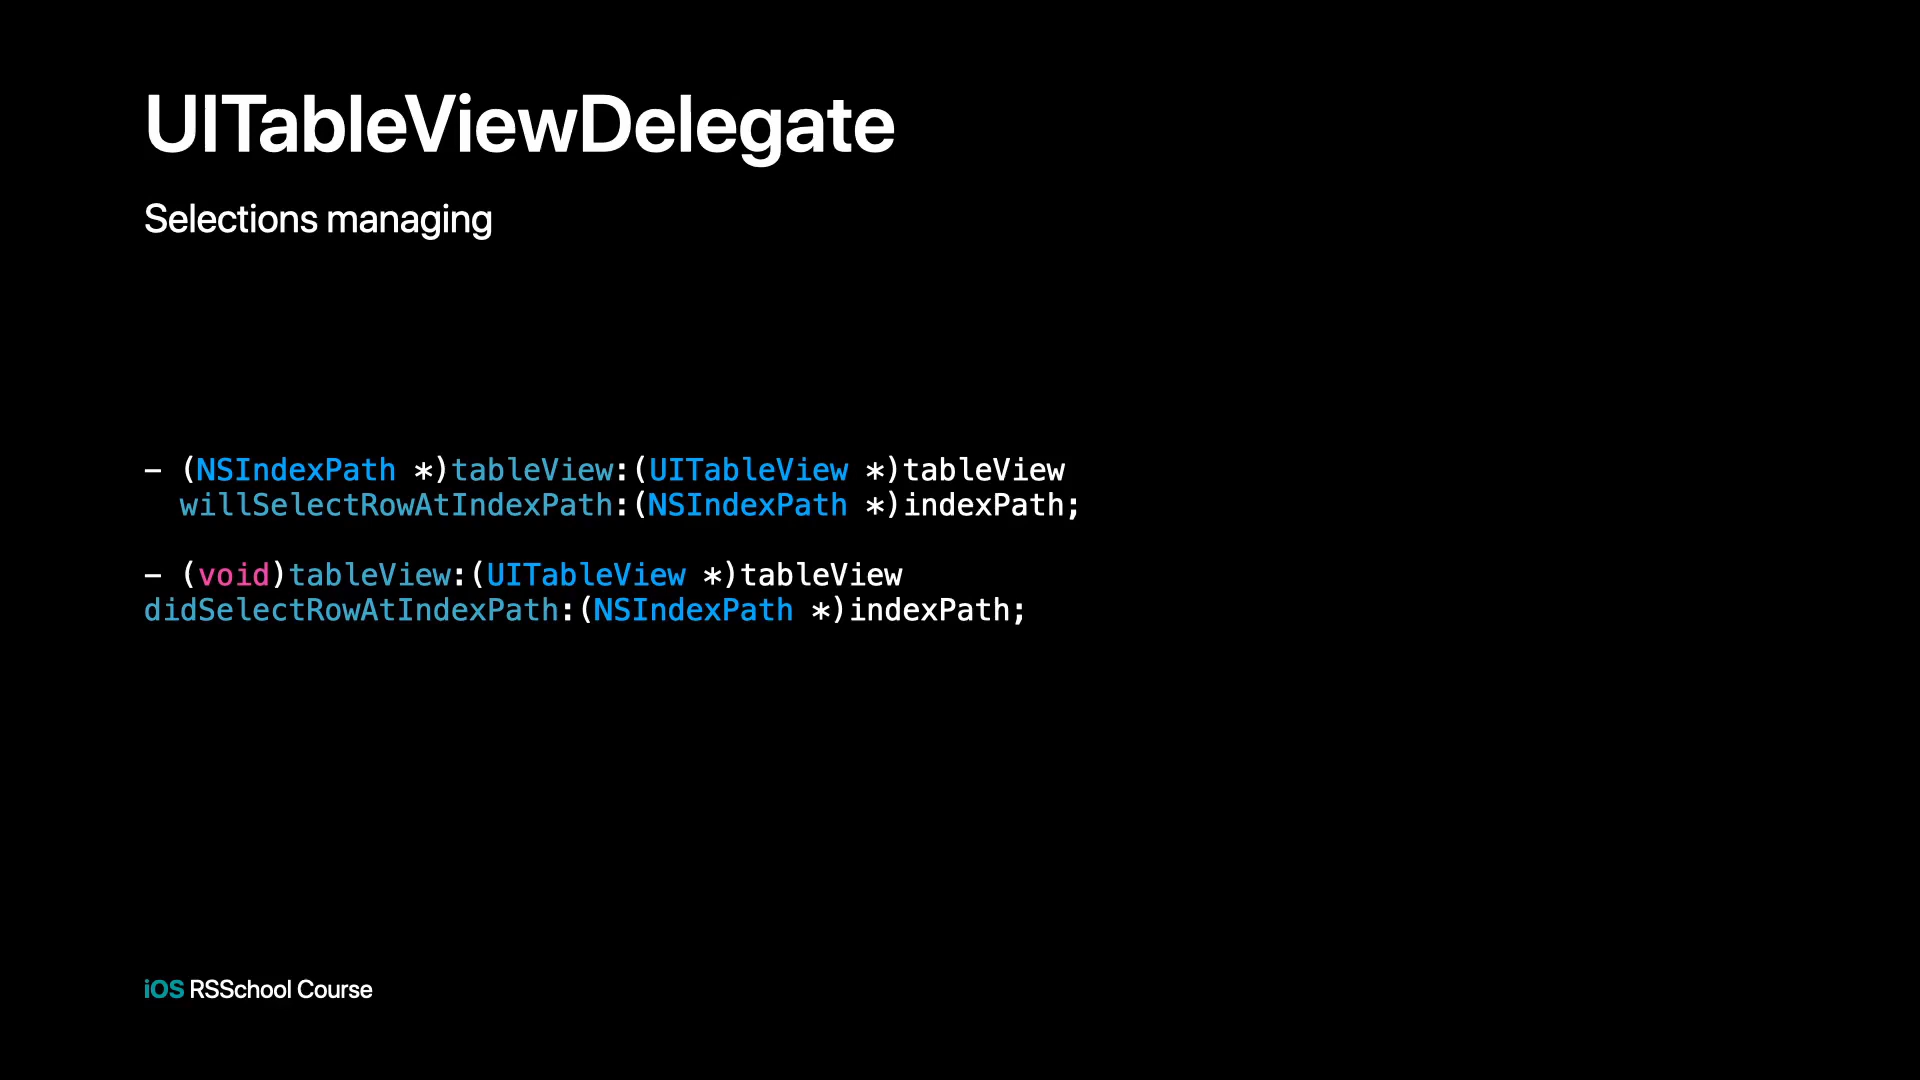 UITableViewDelegate
Selections managing
- (NSIndexPath *)tableView:(UITableView *)tableView
willSelectRowAtIndexPath:(NSIndexPath *)indexPath;
- (void)tableView:(UITableView *)tableView
didSelectRowAtIndexPath:(NSIndexPath *)indexPath;
iOS RSSchool Course